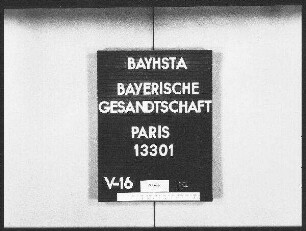 BAYHSTA
BAYERISCHE
GESANDTSCHAFT
PARIS
13301
V-16